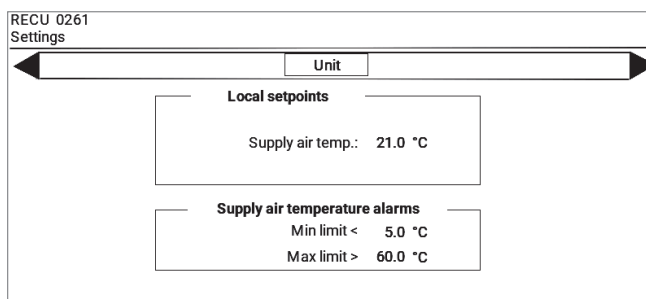 RECU 0261
Settings
Unit
Local setpoints
Supply air temp.: 21.0 °C
Supply air temperature alarms
Min limit < 5.0 °C
Max limit > 60.0 °C